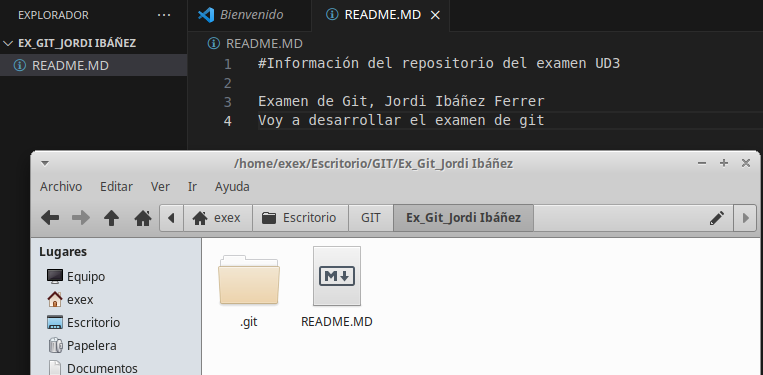 EXPLORADOR ···
EX_GIT_JORDI IBÁÑEZ
README.MD
Bienvenido
README.MD
README.MD
1 #Información del repositorio del examen UD3
2
3 Examen de Git, Jordi Ibáñez Ferrer
4 Voy a desarrollar el examen de git
/home/exex/Escritorio/GIT/Ex_Git_Jordi Ibáñez
Archivo Editar Ver Ir Ayuda
exex Escritorio GIT Ex_Git_Jordi Ibáñez
Lugares
Equipo
exex
Escritorio
Papelera
Documentos
M
.git
README.MD